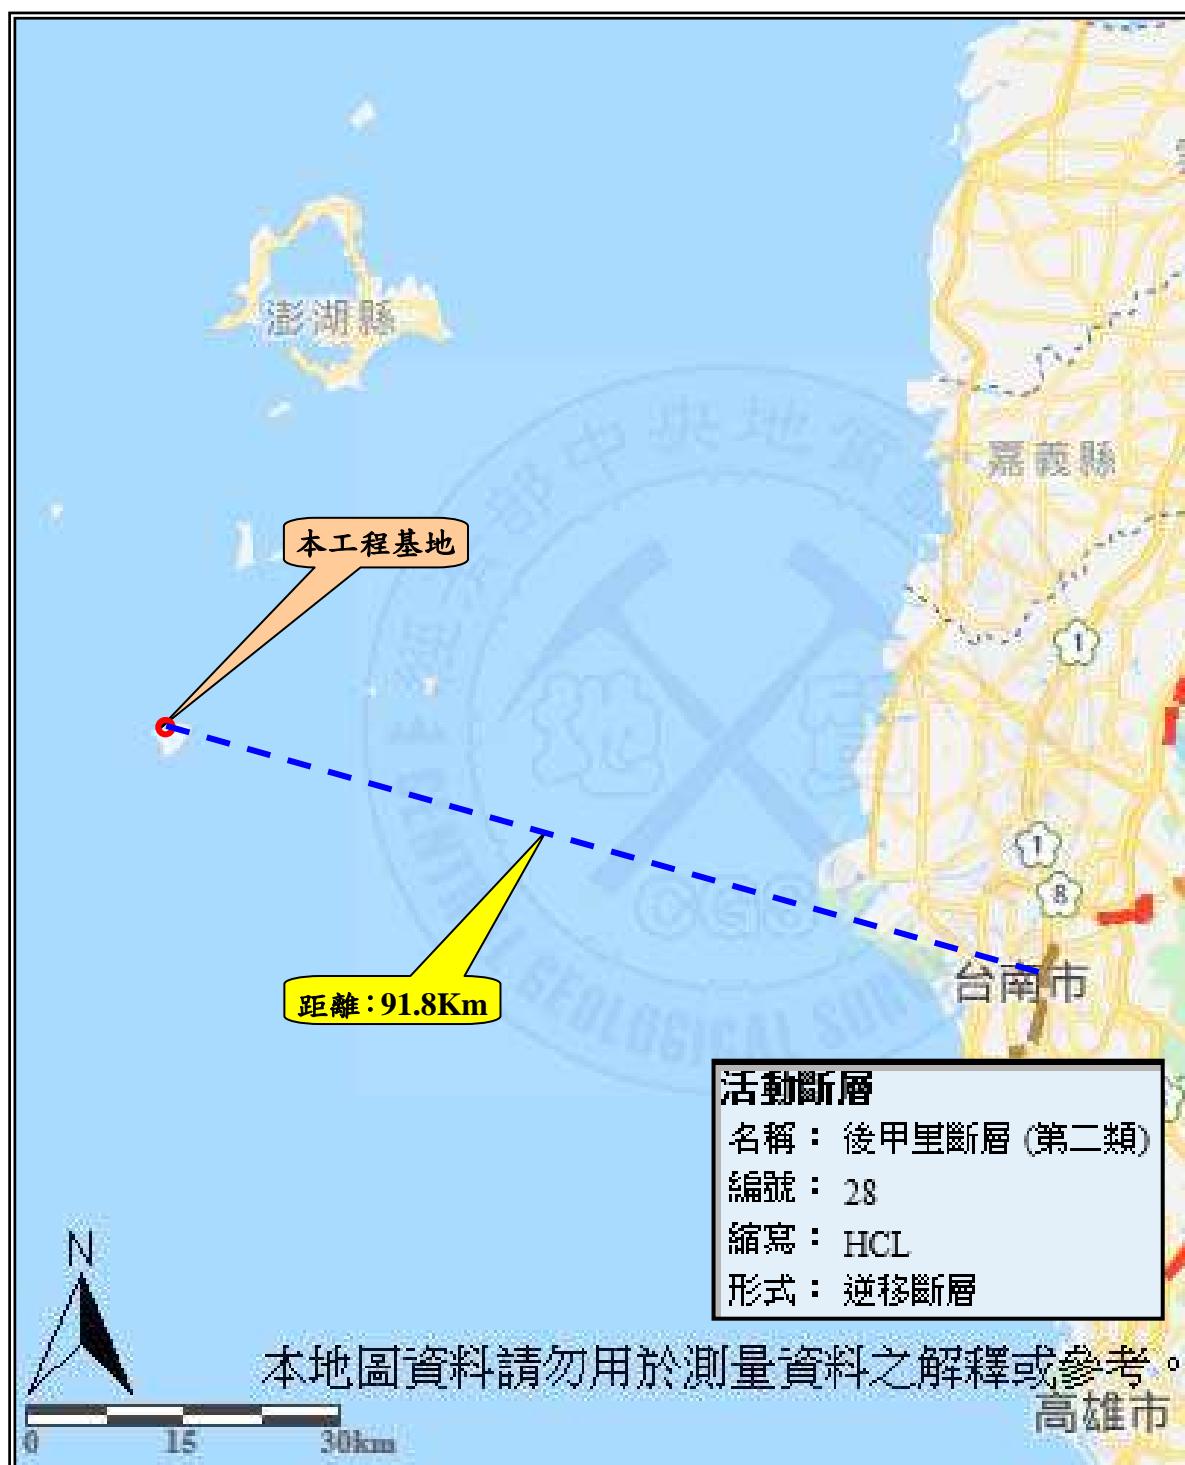 澎湖縣
嘉義縣
本工程基地
1
1
8
台南市
距離：91.8Km
地質
CGS
活動斷層
名稱： 後甲里斷層 (第二類)
編號： 28
縮寫： HCL
形式： 逆移斷層
N
本地圖資料請勿用於測量資料之解釋或參考。
高雄市
0 15 30km